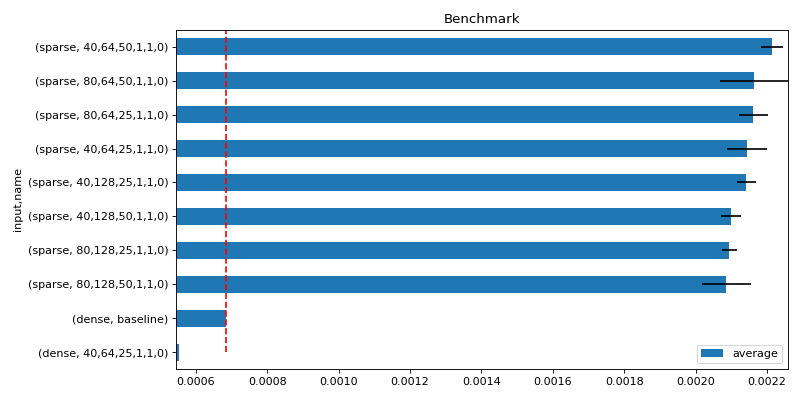 Benchmark
input,name
(sparse, 40,64,50,1,1,0)
(sparse, 80,64,50,1,1,0)
(sparse, 80,64,25,1,1,0)
(sparse, 40,64,25,1,1,0)
(sparse, 40,128,25,1,1,0)
(sparse, 40,128,50,1,1,0)
(sparse, 80,128,25,1,1,0)
(sparse, 80,128,50,1,1,0)
(dense, baseline)
(dense, 40,64,25,1,1,0)
average
0.0006 0.0008 0.0010 0.0012 0.0014 0.0016 0.0018 0.0020 0.0022